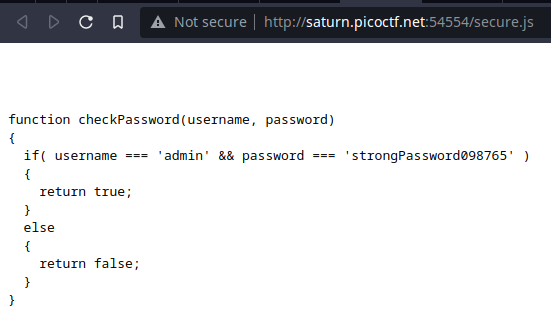 Not secure http://saturn.picoctf.net:54554/secure.js
function checkPassword(username, password)
{
  if( username === 'admin' && password === 'strongPassword098765' )
  {
    return true;
  }
  else
  {
    return false;
  }
}